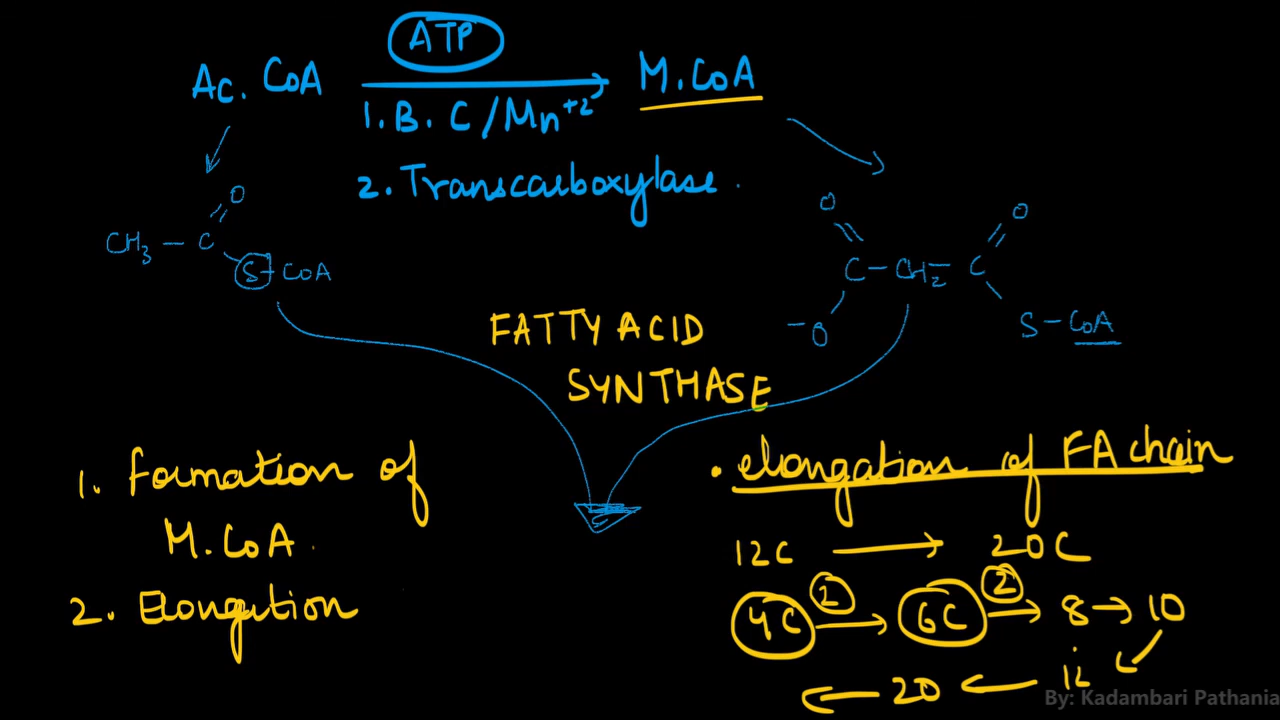 ATP
Ac. CoA
M.CoA
1. B. C / Mn+2
2. Transcarboxylase.
O
CH3 — C
S — CoA
O
O
C — CH2 — C
-O
S — CoA
FATTY ACID
SYNTHASE
1. Formation of
M.CoA.
2. Elongation
• elongation of FA chain
12C → 20C
4C 2 → 6C 2 → 8 → 10
← 20 ← 12
By: Kadambari Pathania